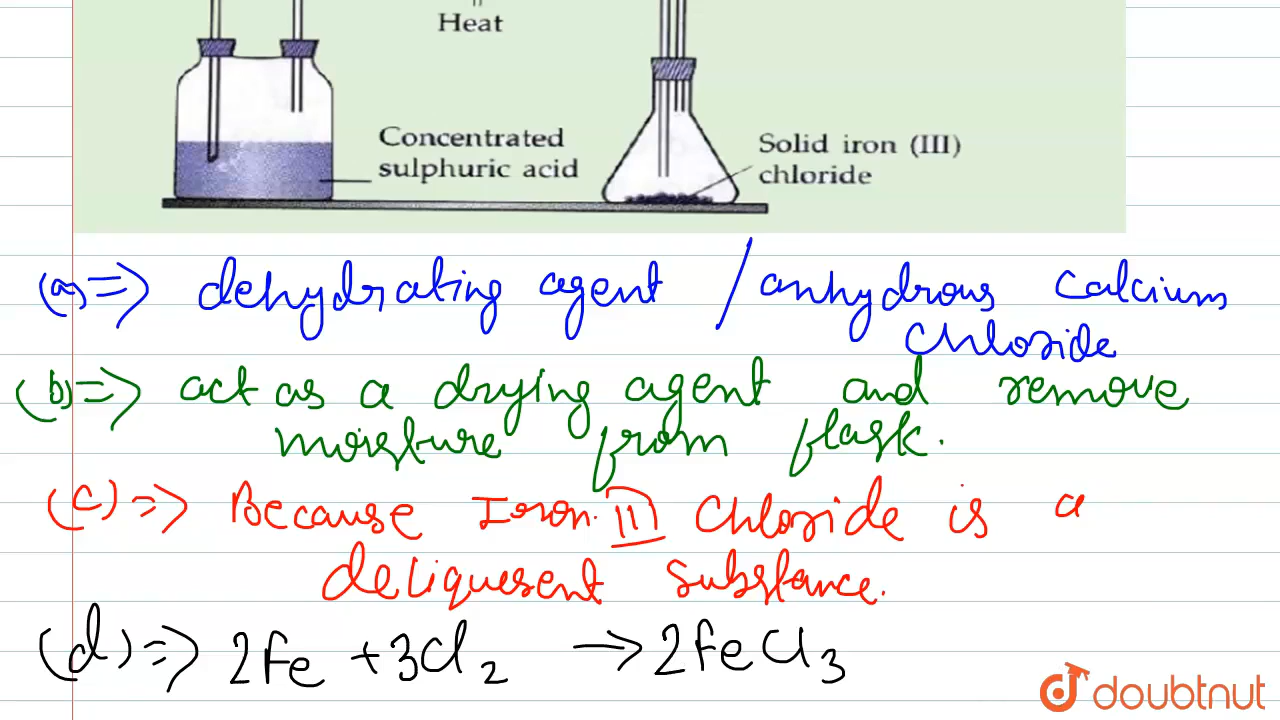 Heat
Concentrated
sulphuric acid
Solid iron (III)
chloride
(a) => dehydrating agent / anhydrous Calcium
Chloride
(b) => act as a drying agent and remove
moisture from flask.
(c) => Because Iron. III Chloride is a
deliquesent substance.
(d) => 2Fe + 3Cl2 → 2FeCl3
doubtnut